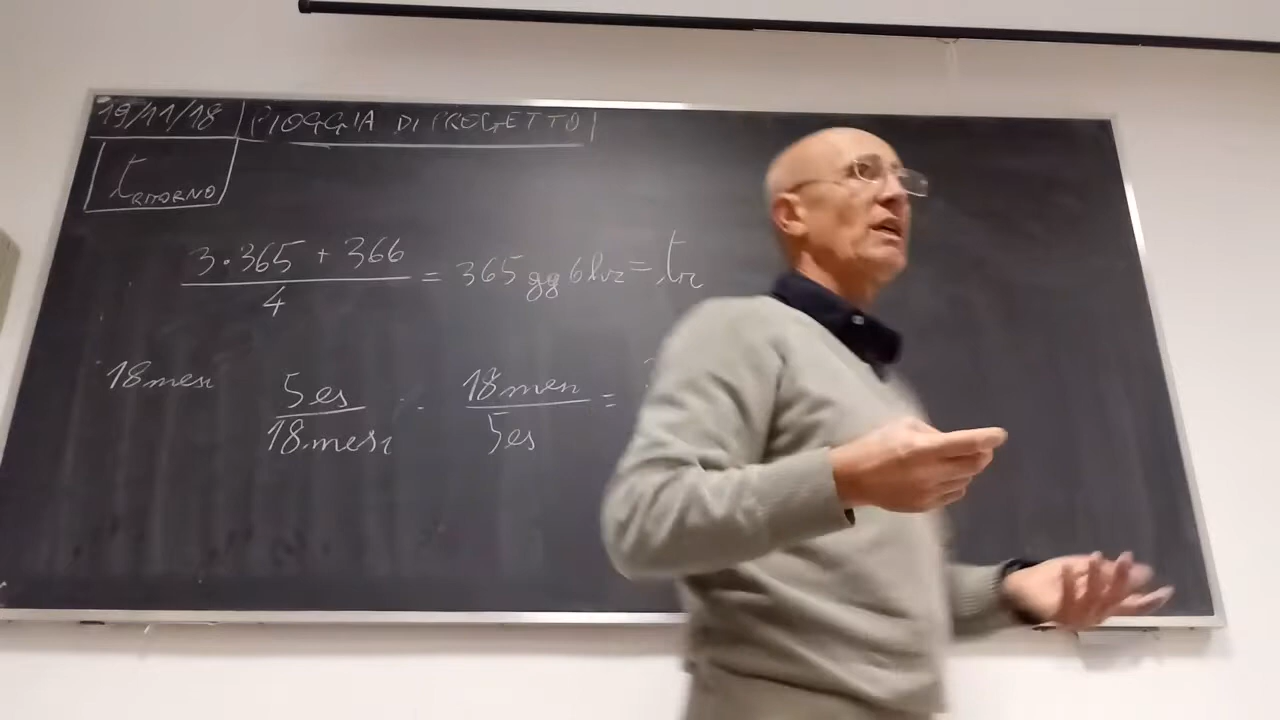 19/11/18 PIOGGIA DI PROGETTO
t RITORNO
3·365 + 366 / 4 = 365 gg 6 hr = tr
18 mesi 5 es / 18 mesi 18 mesi / 5 es =